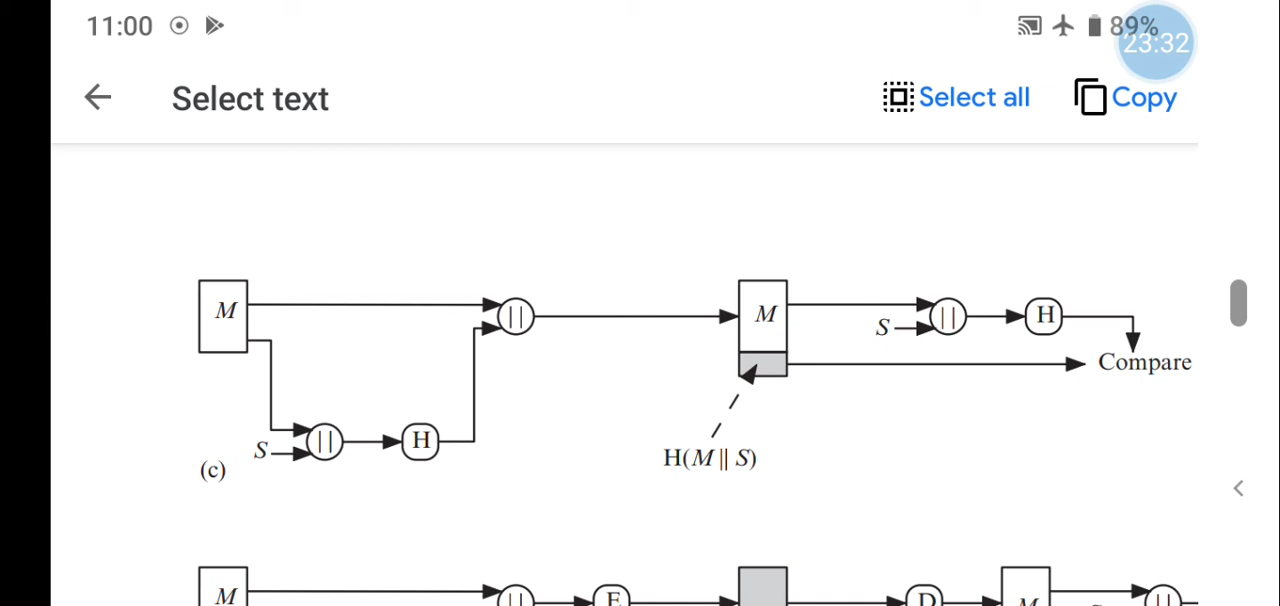 11:00 89%
23:32
Select text Select all Copy
M || M S || H
Compare
S || H
H(M || S)
(c)
M || E D M ||